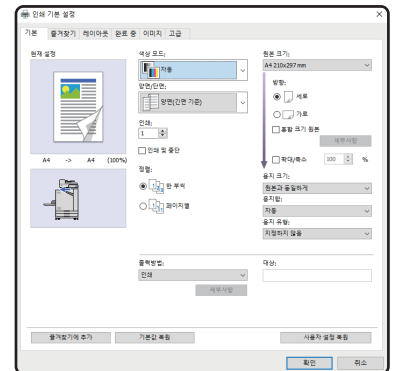 인쇄 기본 설정
기본 즐겨찾기 레이아웃 완료 중 이미지 고급
현재 설정
A4 -> A4 (100%)
색상 모드:
자동
양면/단면:
양면(긴면 기준)
인쇄:
1
인쇄 및 중단
정렬:
한 부씩
페이지별
원본 크기:
A4 210x297 mm
방향:
세로
가로
혼합 크기 원본
세부사항
확대/축소 100 %
용지 크기:
원본과 동일하게
용지함:
자동
용지 유형:
지정하지 않음
출력방법:
인쇄
세부사항
대상:
즐겨찾기에 추가 기본값 복원 사용자 설정 복원
확인 취소